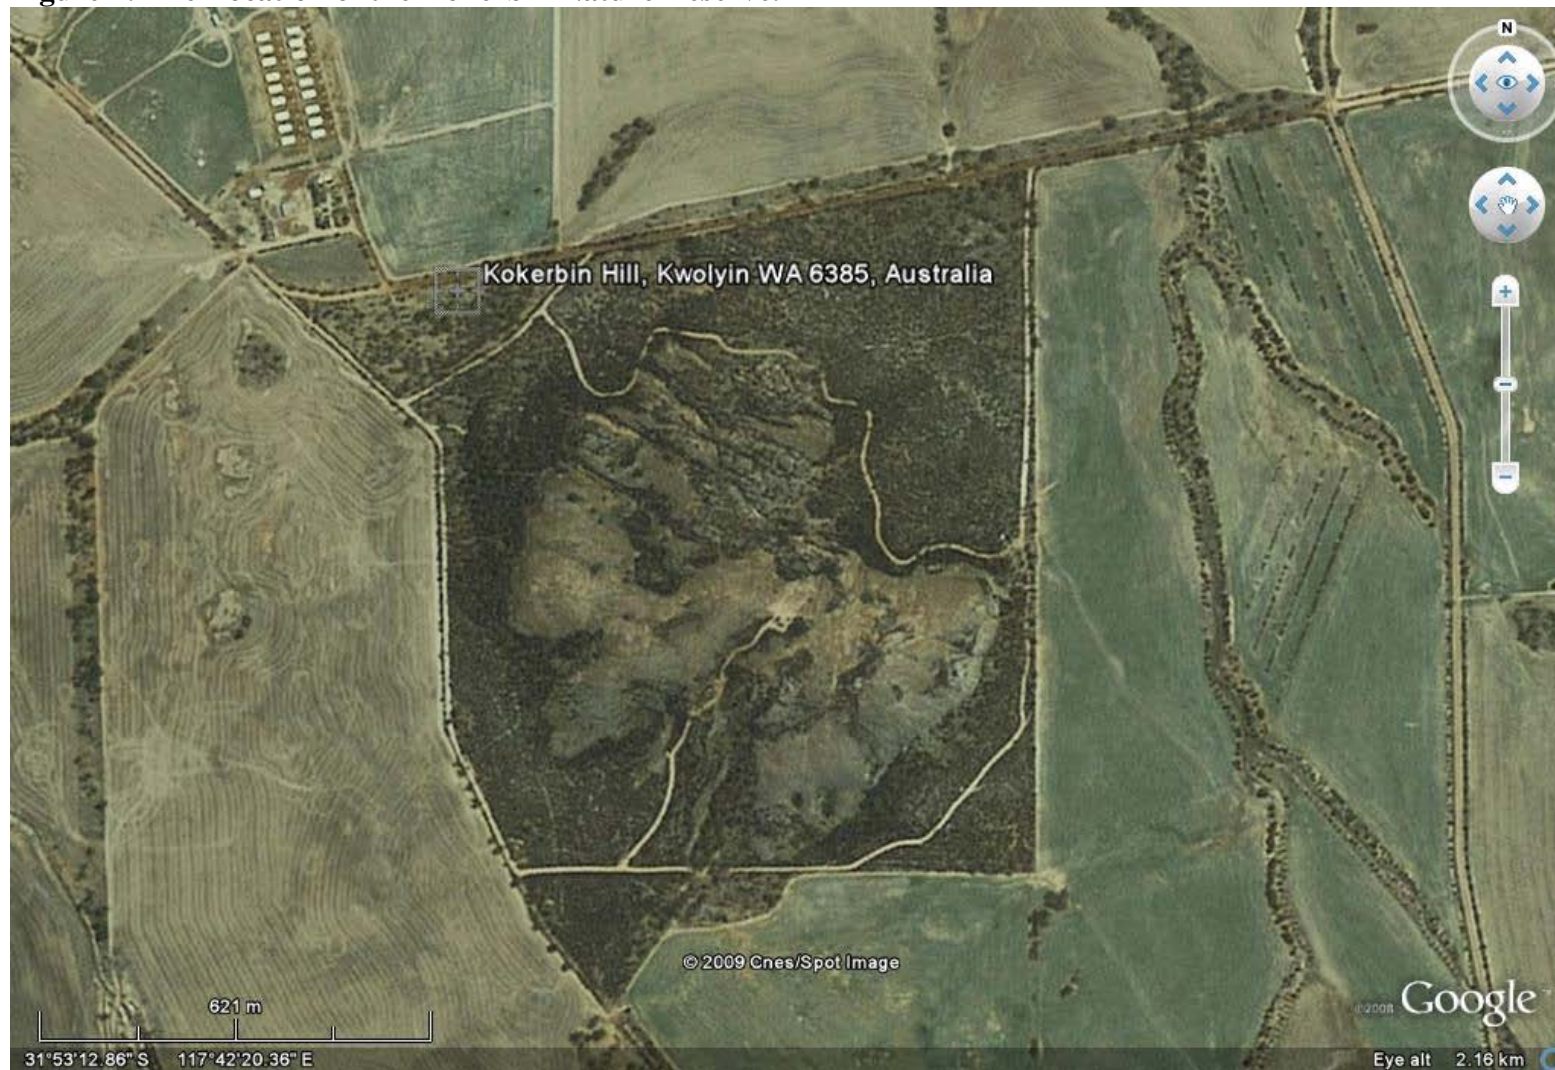 N
Kokerbin Hill, Kwolyin WA 6385, Australia
© 2009 Cnes/Spot Image
©2008 Google
621 m
31°53'12.86" S 117°42'20.36" E
Eye alt 2.16 km